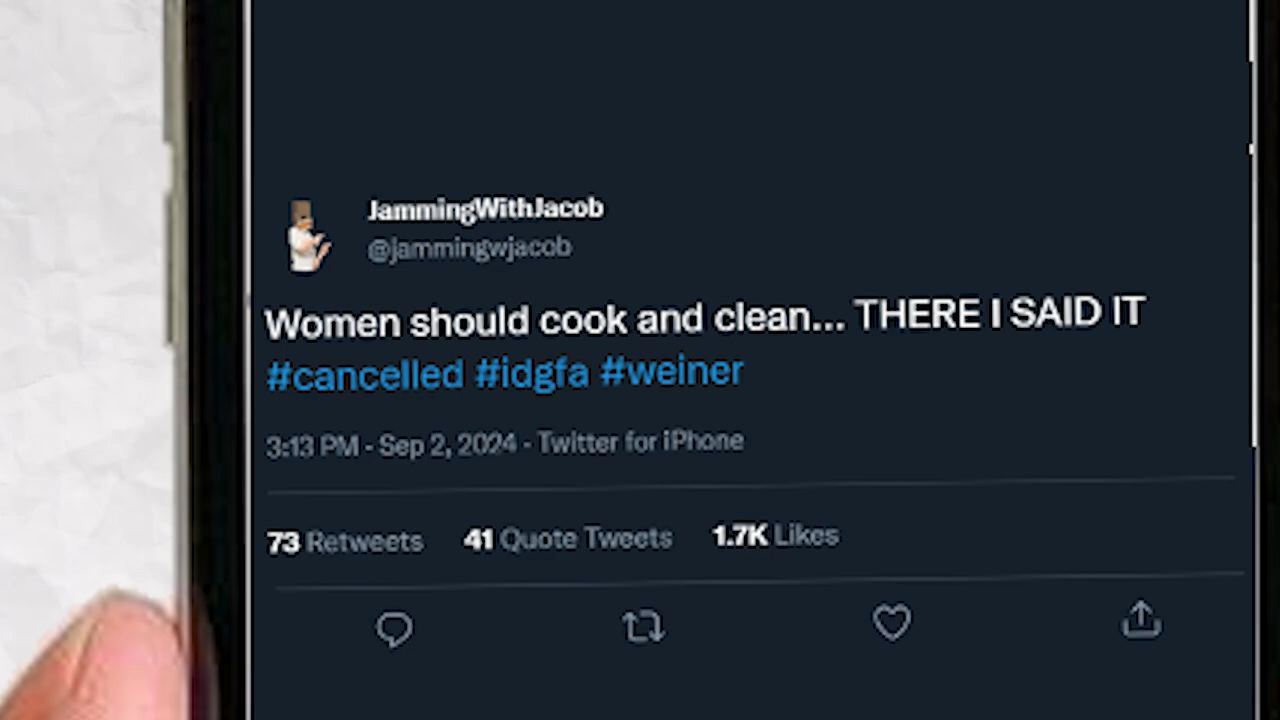 JammingWithJacob
@jammingwjacob
Women should cook and clean... THERE I SAID IT
#cancelled #idgfa #weiner
3:13 PM - Sep 2, 2024 - Twitter for iPhone
73 Retweets 41 Quote Tweets 1.7K Likes